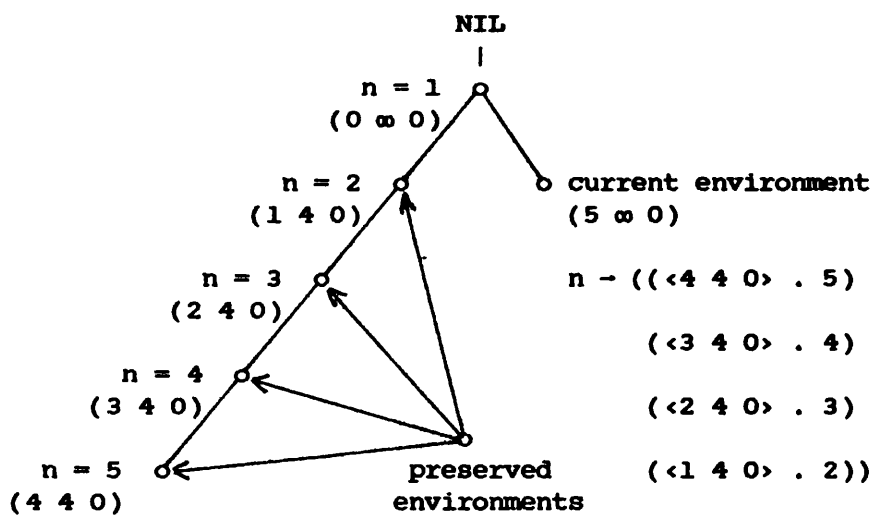 NIL
n = 1
(0 ∞ 0)
n = 2
(1 4 0)
current environment
(5 ∞ 0)
n = 3
(2 4 0)
n → ((<4 4 0> . 5)
(<3 4 0> . 4)
n = 4
(3 4 0)
(<2 4 0> . 3)
n = 5
(4 4 0)
preserved
environments
(<1 4 0> . 2))